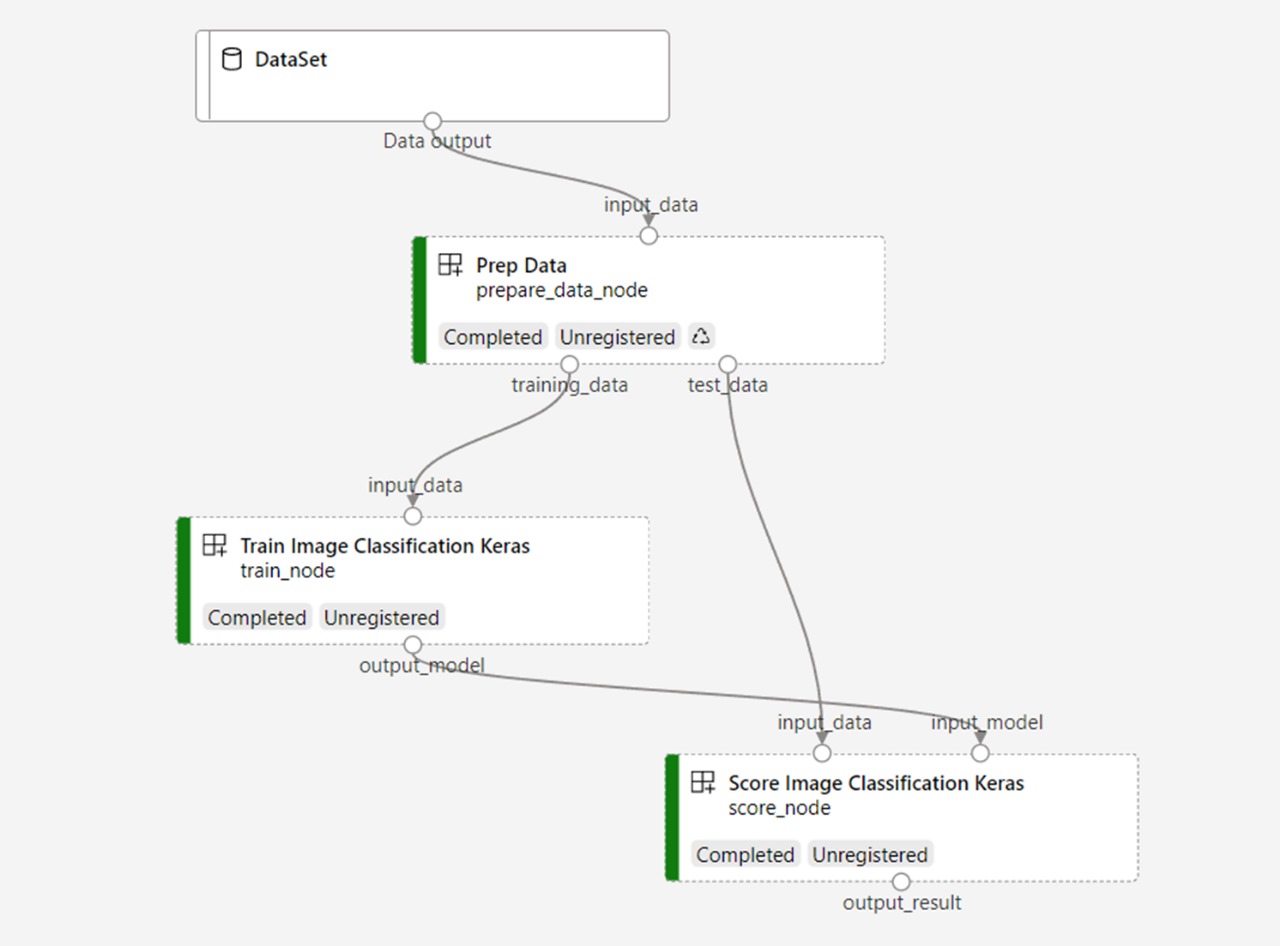 DataSet
Data output
input_data
Prep Data
prepare_data_node
Completed Unregistered
training_data test_data
input_data
Train Image Classification Keras
train_node
Completed Unregistered
output_model
input_data input_model
Score Image Classification Keras
score_node
Completed Unregistered
output_result